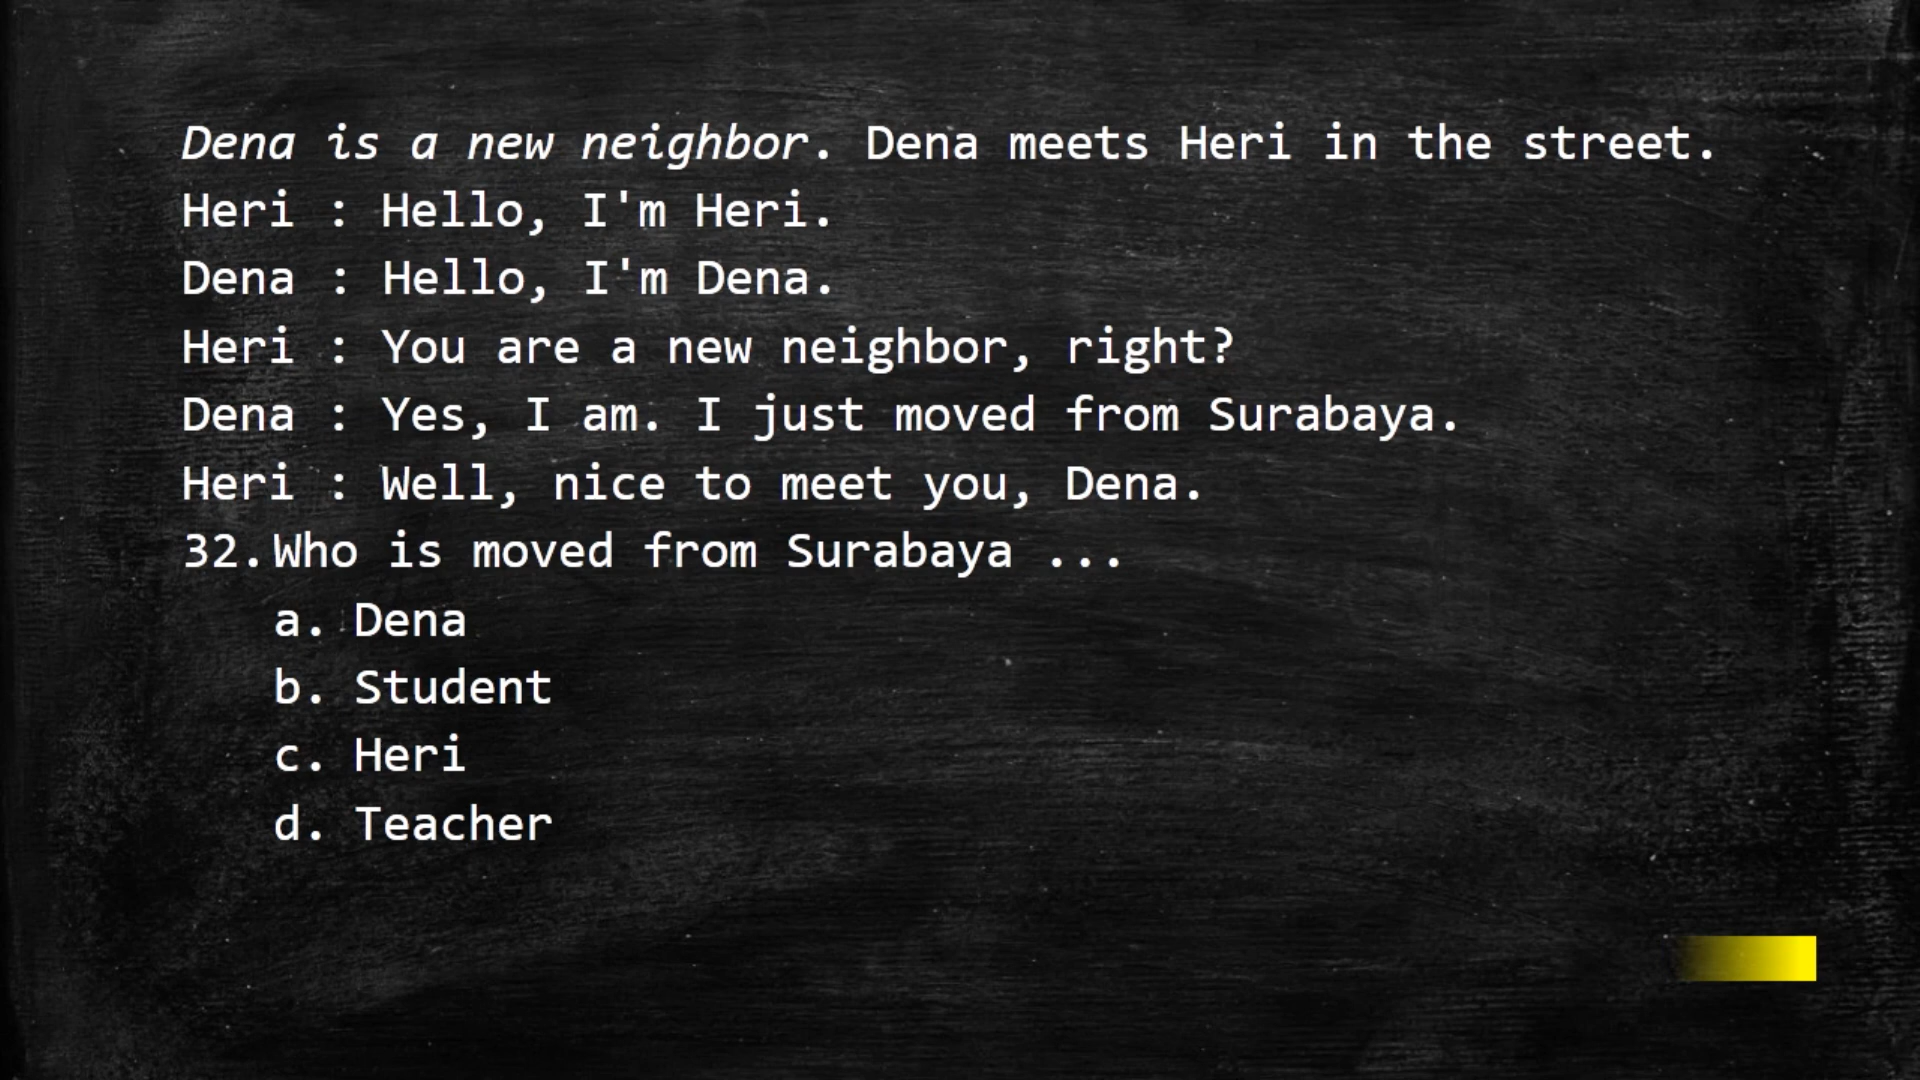 Dena is a new neighbor. Dena meets Heri in the street.
Heri : Hello, I'm Heri.
Dena : Hello, I'm Dena.
Heri : You are a new neighbor, right?
Dena : Yes, I am. I just moved from Surabaya.
Heri : Well, nice to meet you, Dena.
32. Who is moved from Surabaya ...
a. Dena
b. Student
c. Heri
d. Teacher